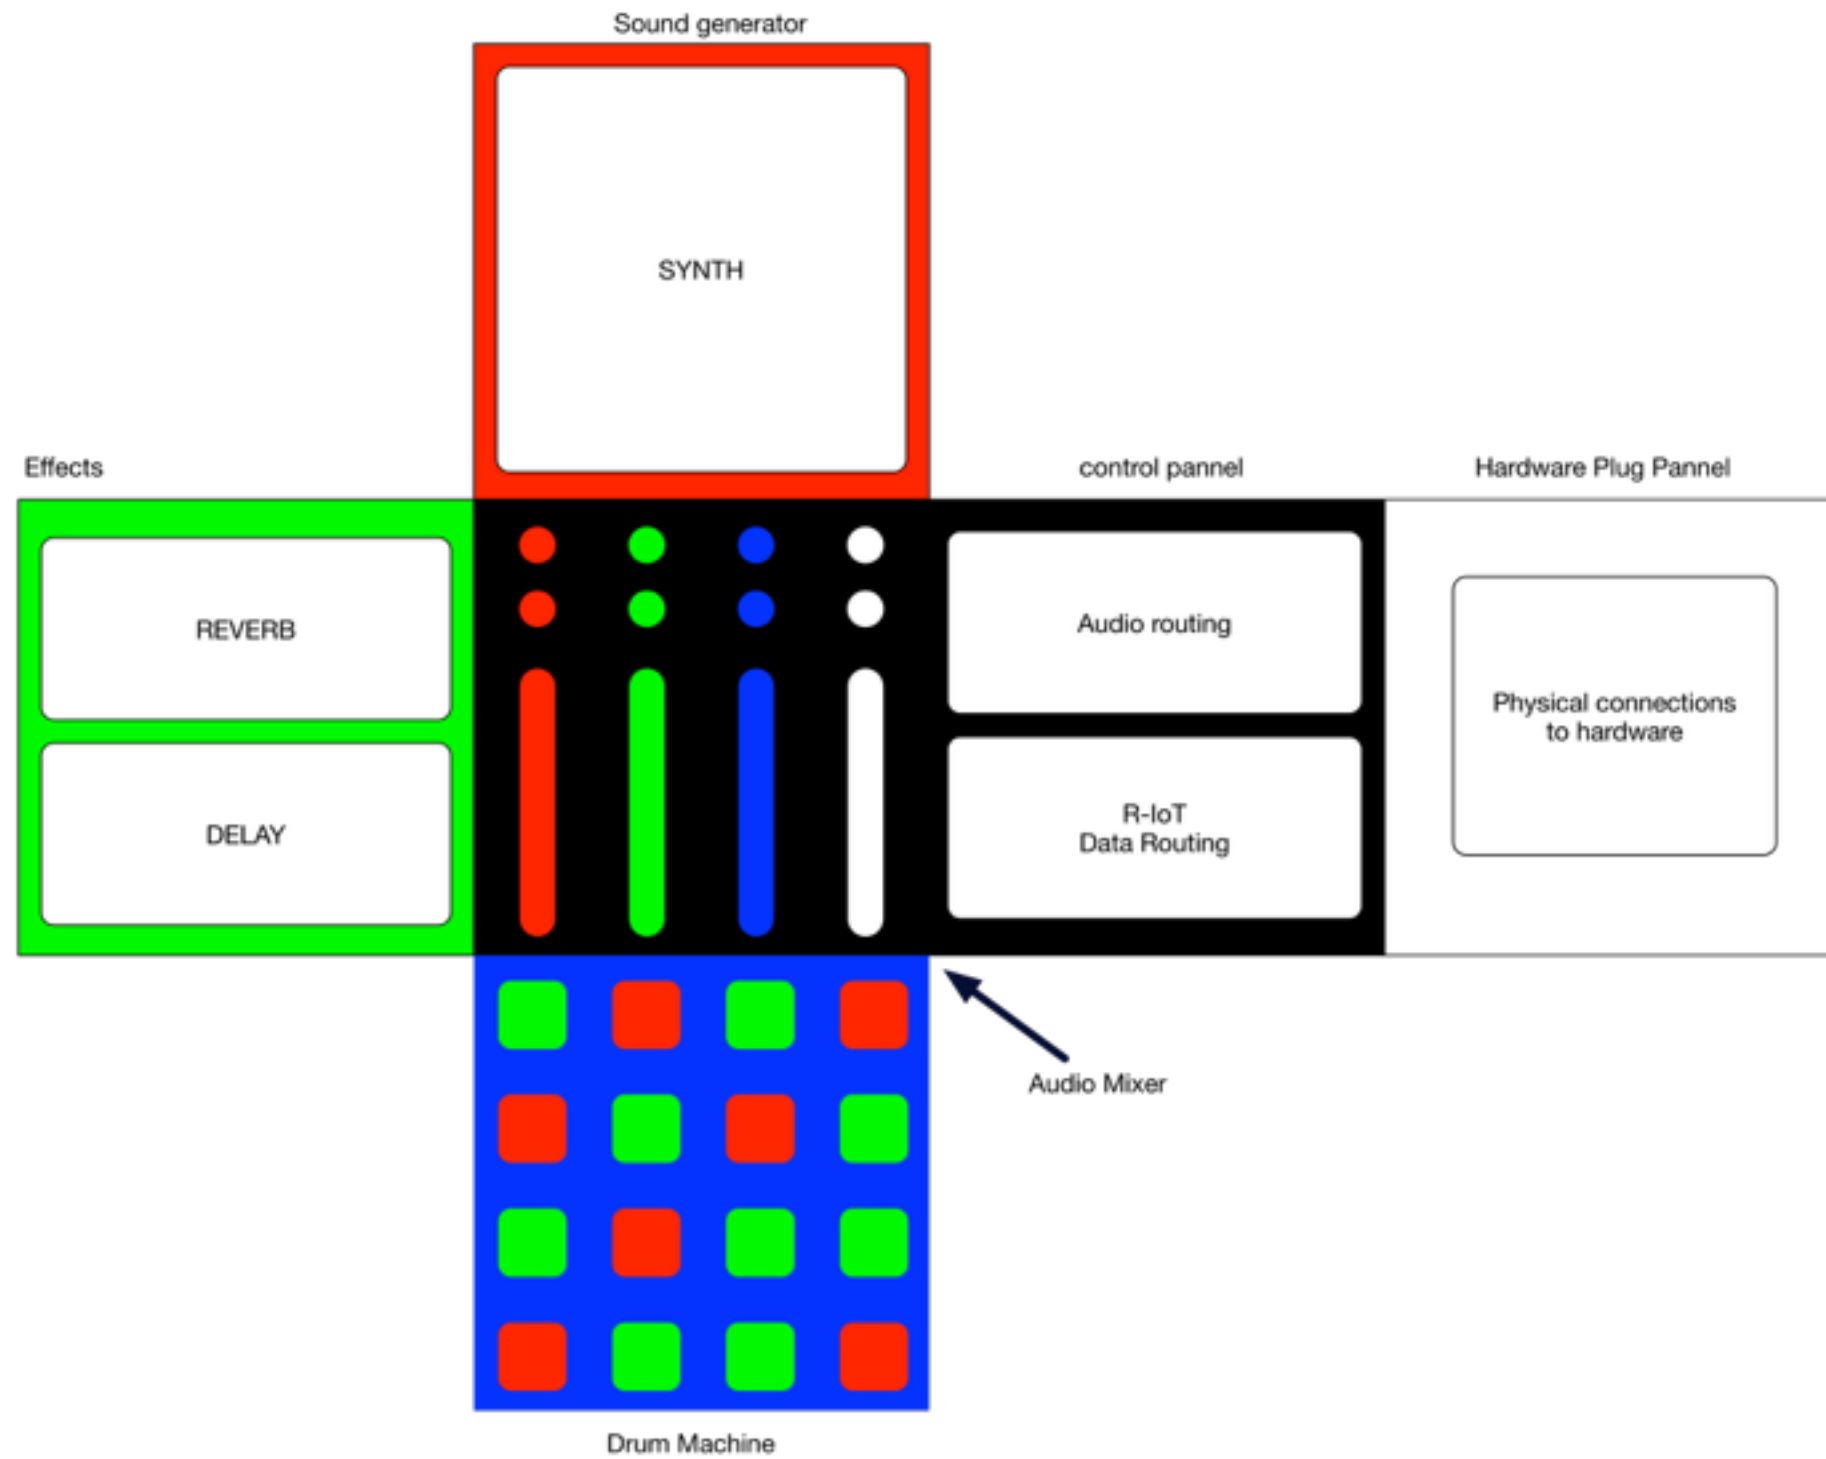 Sound generator
SYNTH
Effects
control pannel
Hardware Plug Pannel
REVERB
Audio routing
Physical connections
to hardware
DELAY
R-IoT
Data Routing
Audio Mixer
Drum Machine